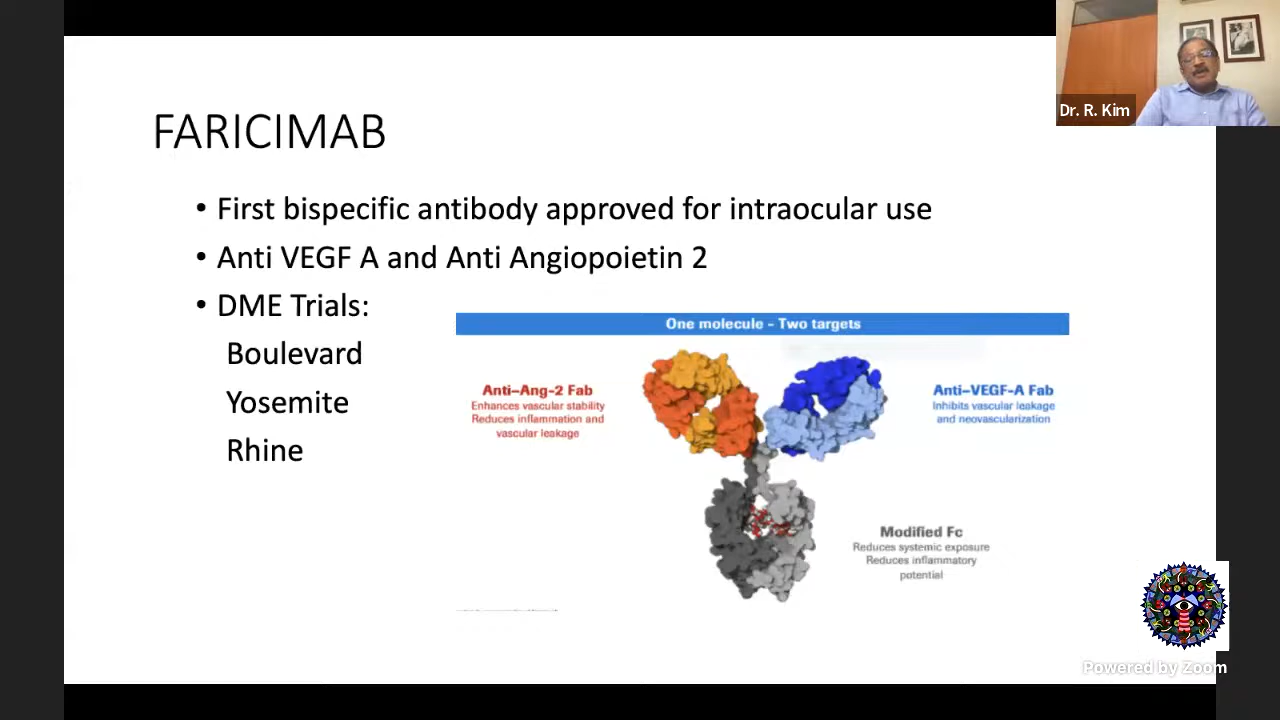 Dr. R. Kim
FARICIMAB
• First bispecific antibody approved for intraocular use
• Anti VEGF A and Anti Angiopoietin 2
• DME Trials:
Boulevard
Yosemite
Rhine
One molecule - Two targets
Anti–Ang-2 Fab
Enhances vascular stability
Reduces inflammation and
vascular leakage
Anti–VEGF-A Fab
Inhibits vascular leakage
and neovascularization
Modified Fc
Reduces systemic exposure
Reduces inflammatory
potential
Powered by Zoom